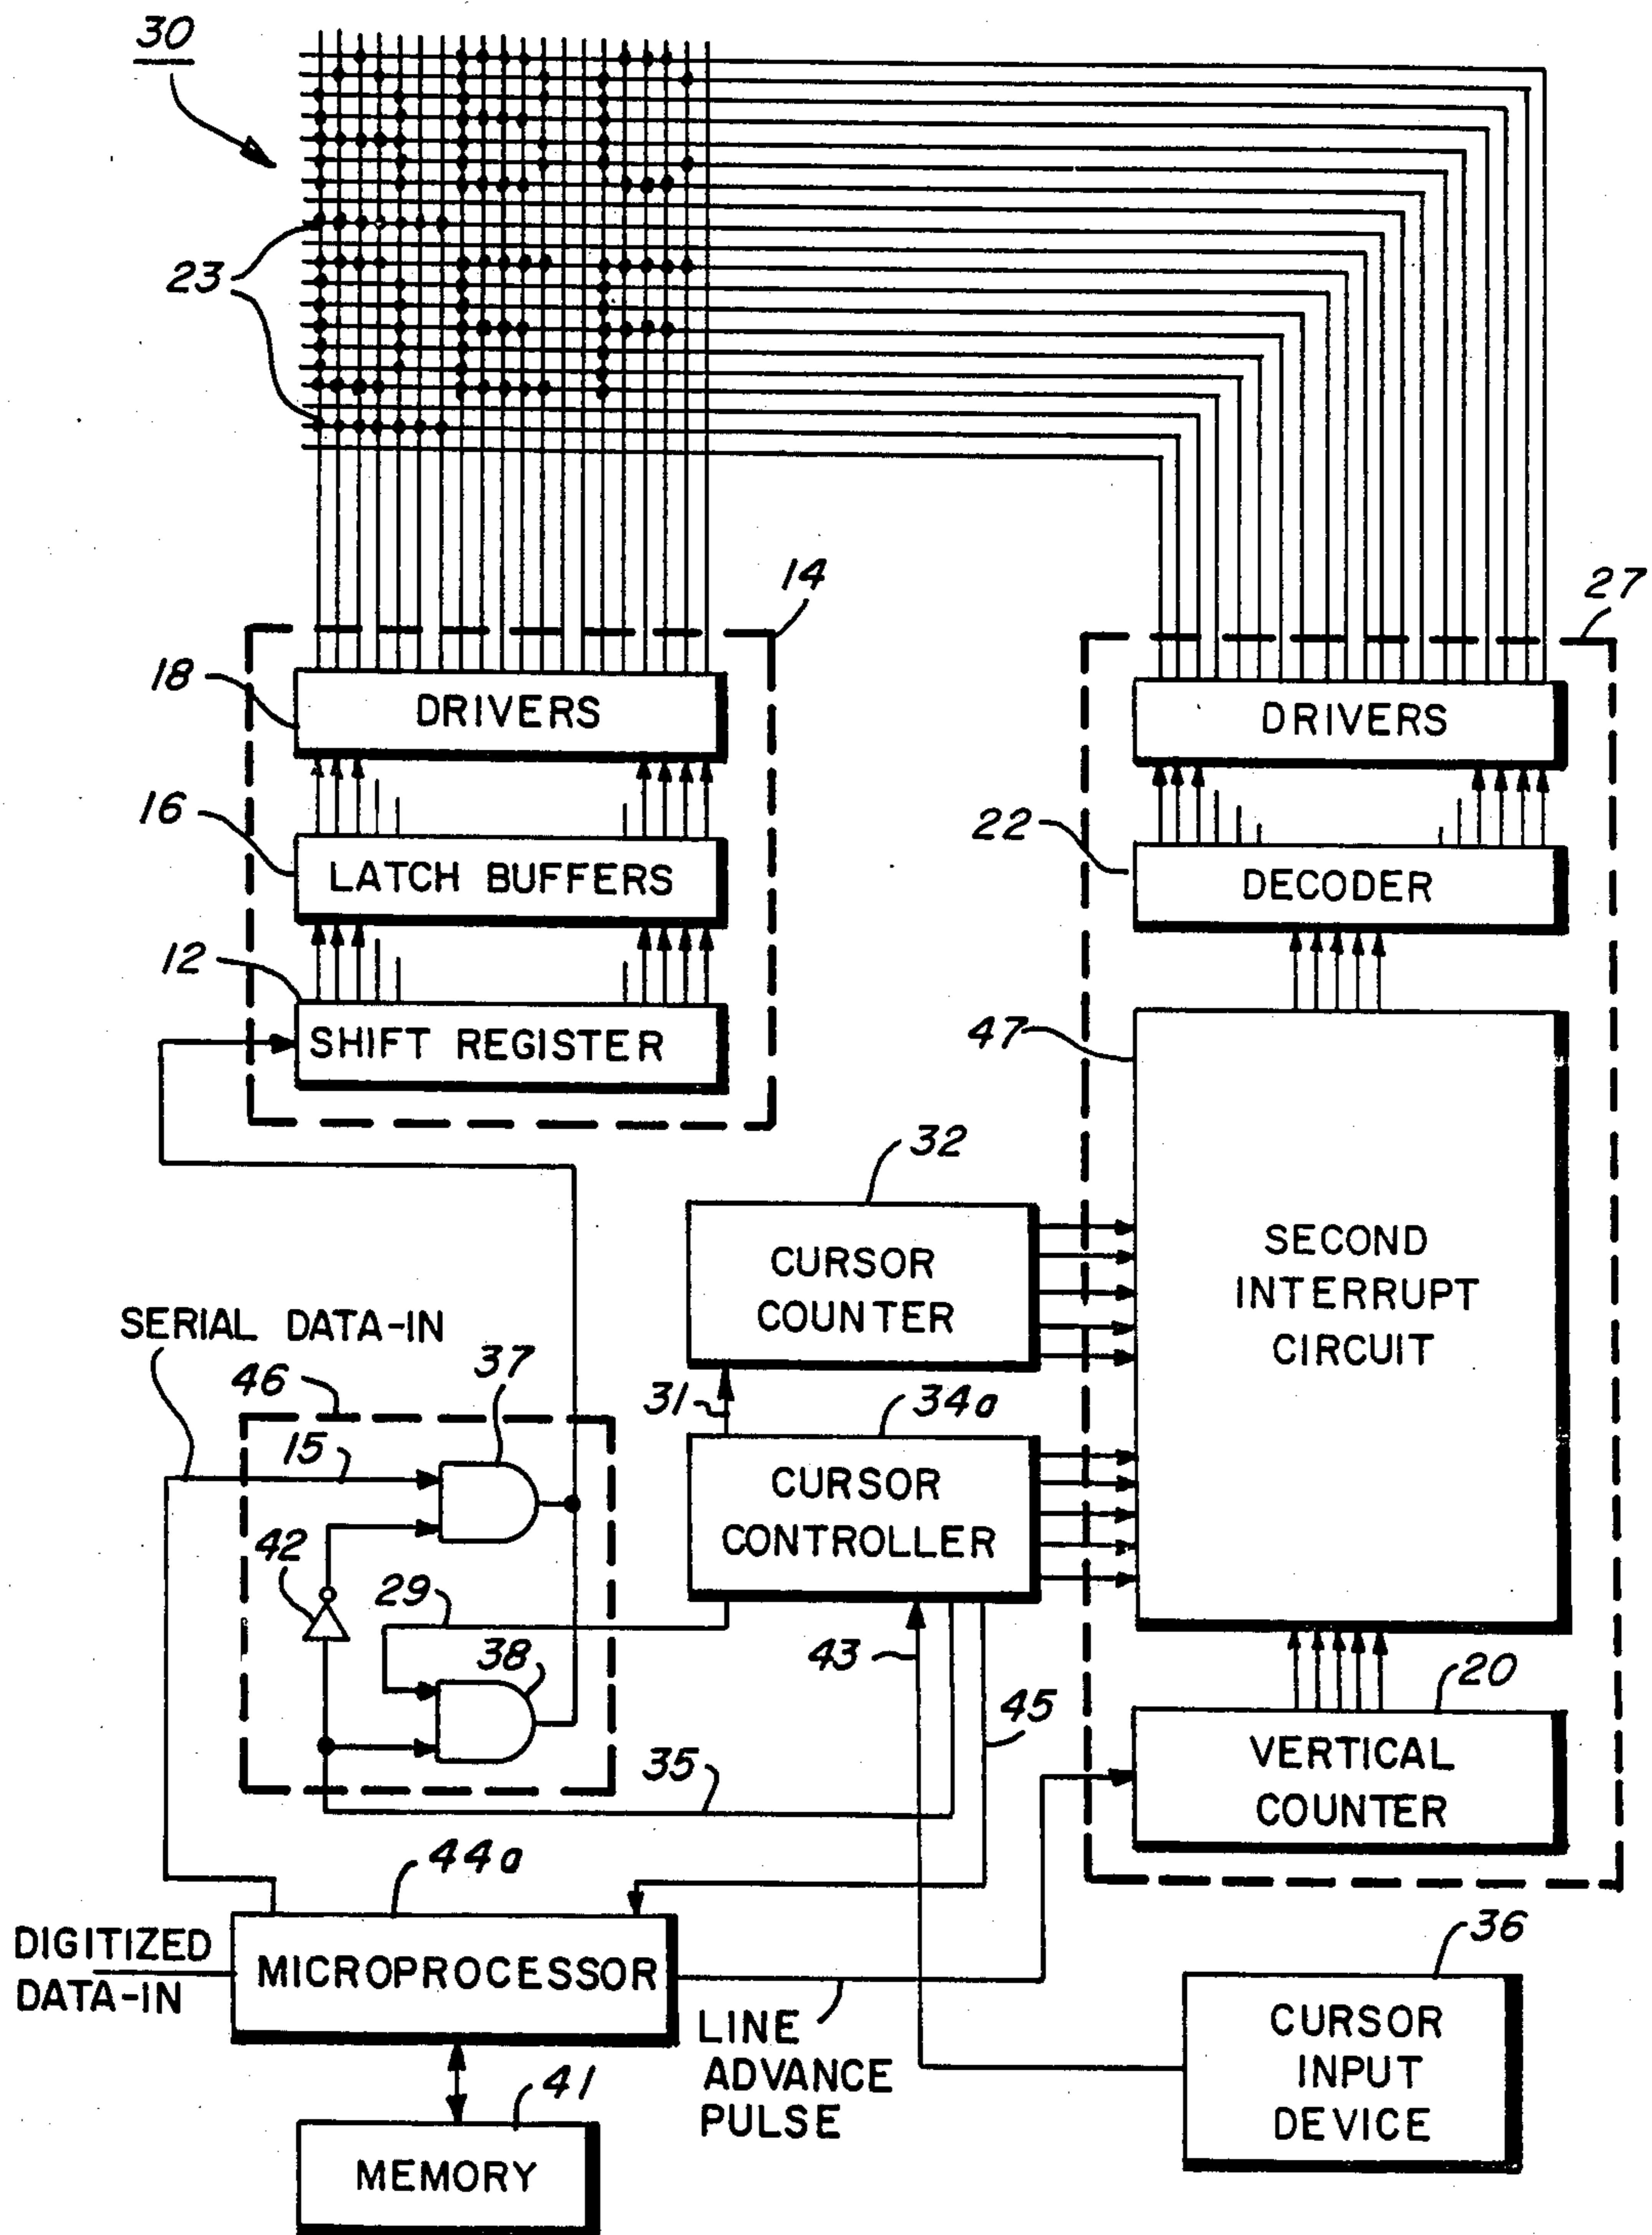 30
23
14
27
18
DRIVERS
DRIVERS
16
LATCH BUFFERS
22
DECODER
12
SHIFT REGISTER
47
32
CURSOR
COUNTER
SECOND
INTERRUPT
CIRCUIT
SERIAL DATA-IN
46
37
31
34a
15
CURSOR
CONTROLLER
42
29
38
43
45
20
35
VERTICAL
COUNTER
44a
DIGITIZED
DATA-IN
MICROPROCESSOR
LINE
ADVANCE
PULSE
36
CURSOR
INPUT
DEVICE
41
MEMORY